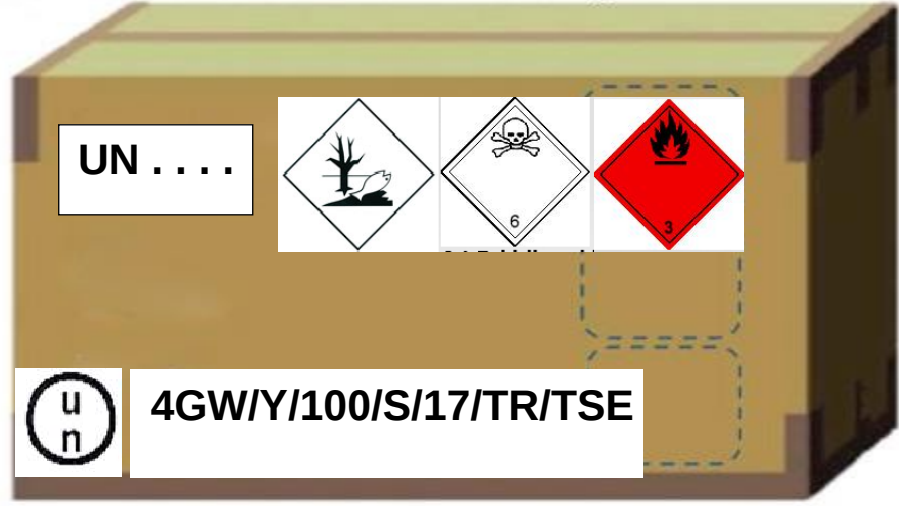 UN . . . .
6
3
u
n
4GW/Y/100/S/17/TR/TSE